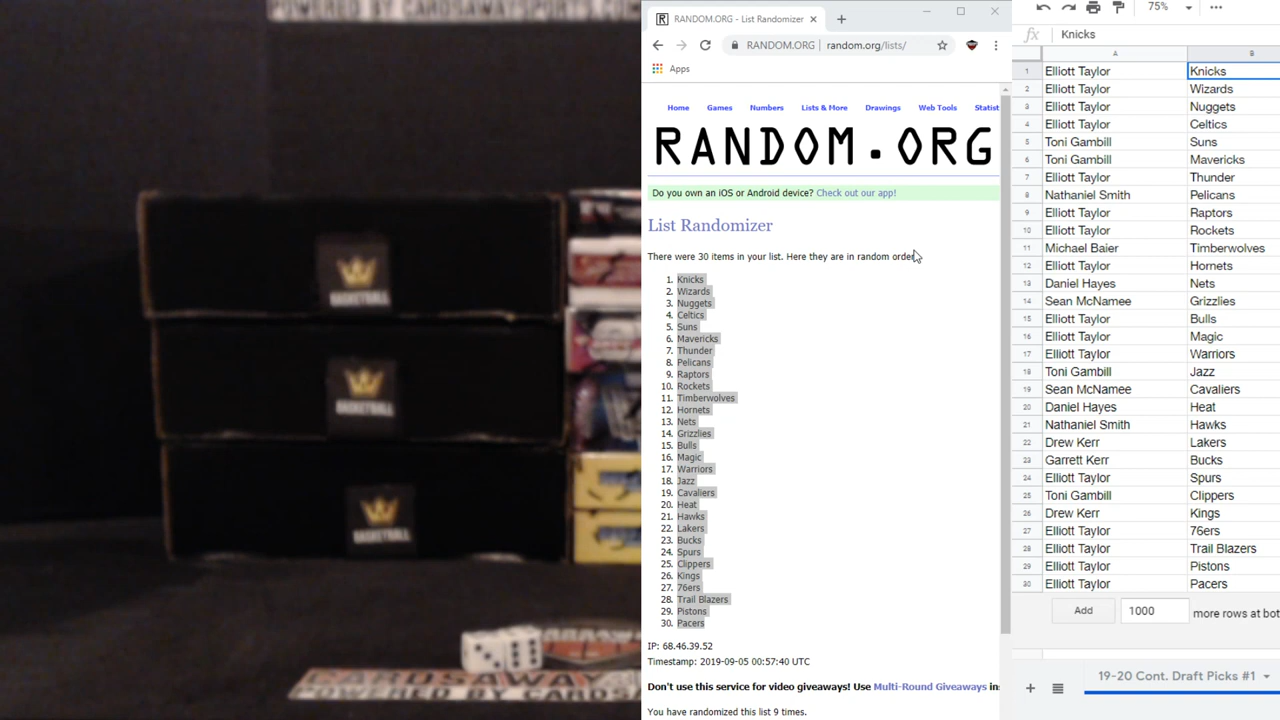 POWERED BY CARDSAWA SPORTS
BASKETBALL
BASKETBALL
BASKETBALL
POWERED BY CARDS
RANDOM.ORG - List Randomizer
RANDOM.ORG
random.org/lists/
Apps
Home Games Numbers Lists & More Drawings Web Tools Statist
RANDOM.ORG
Do you own an iOS or Android device? Check out our app!
List Randomizer
There were 30 items in your list. Here they are in random order
1. Knicks
2. Wizards
3. Nuggets
4. Celtics
5. Suns
6. Mavericks
7. Thunder
8. Pelicans
9. Raptors
10. Rockets
11. Timberwolves
12. Hornets
13. Nets
14. Grizzlies
15. Bulls
16. Magic
17. Warriors
18. Jazz
19. Cavaliers
20. Heat
21. Hawks
22. Lakers
23. Bucks
24. Spurs
25. Clippers
26. Kings
27. 76ers
28. Trail Blazers
29. Pistons
30. Pacers
IP: 68.46.39.52
Timestamp: 2019-09-05 00:57:40 UTC
Don't use this service for video giveaways! Use Multi-Round Giveaways in
You have randomized this list 9 times.
75%
fx Knicks
A B
1 Elliott Taylor Knicks
2 Elliott Taylor Wizards
3 Elliott Taylor Nuggets
4 Elliott Taylor Celtics
5 Toni Gambill Suns
6 Toni Gambill Mavericks
7 Elliott Taylor Thunder
8 Nathaniel Smith Pelicans
9 Elliott Taylor Raptors
10 Elliott Taylor Rockets
11 Michael Baier Timberwolves
12 Elliott Taylor Hornets
13 Daniel Hayes Nets
14 Sean McNamee Grizzlies
15 Elliott Taylor Bulls
16 Elliott Taylor Magic
17 Elliott Taylor Warriors
18 Toni Gambill Jazz
19 Sean McNamee Cavaliers
20 Daniel Hayes Heat
21 Nathaniel Smith Hawks
22 Drew Kerr Lakers
23 Garrett Kerr Bucks
24 Elliott Taylor Spurs
25 Toni Gambill Clippers
26 Drew Kerr Kings
27 Elliott Taylor 76ers
28 Elliott Taylor Trail Blazers
29 Elliott Taylor Pistons
30 Elliott Taylor Pacers
Add 1000 more rows at bot
19-20 Cont. Draft Picks #1